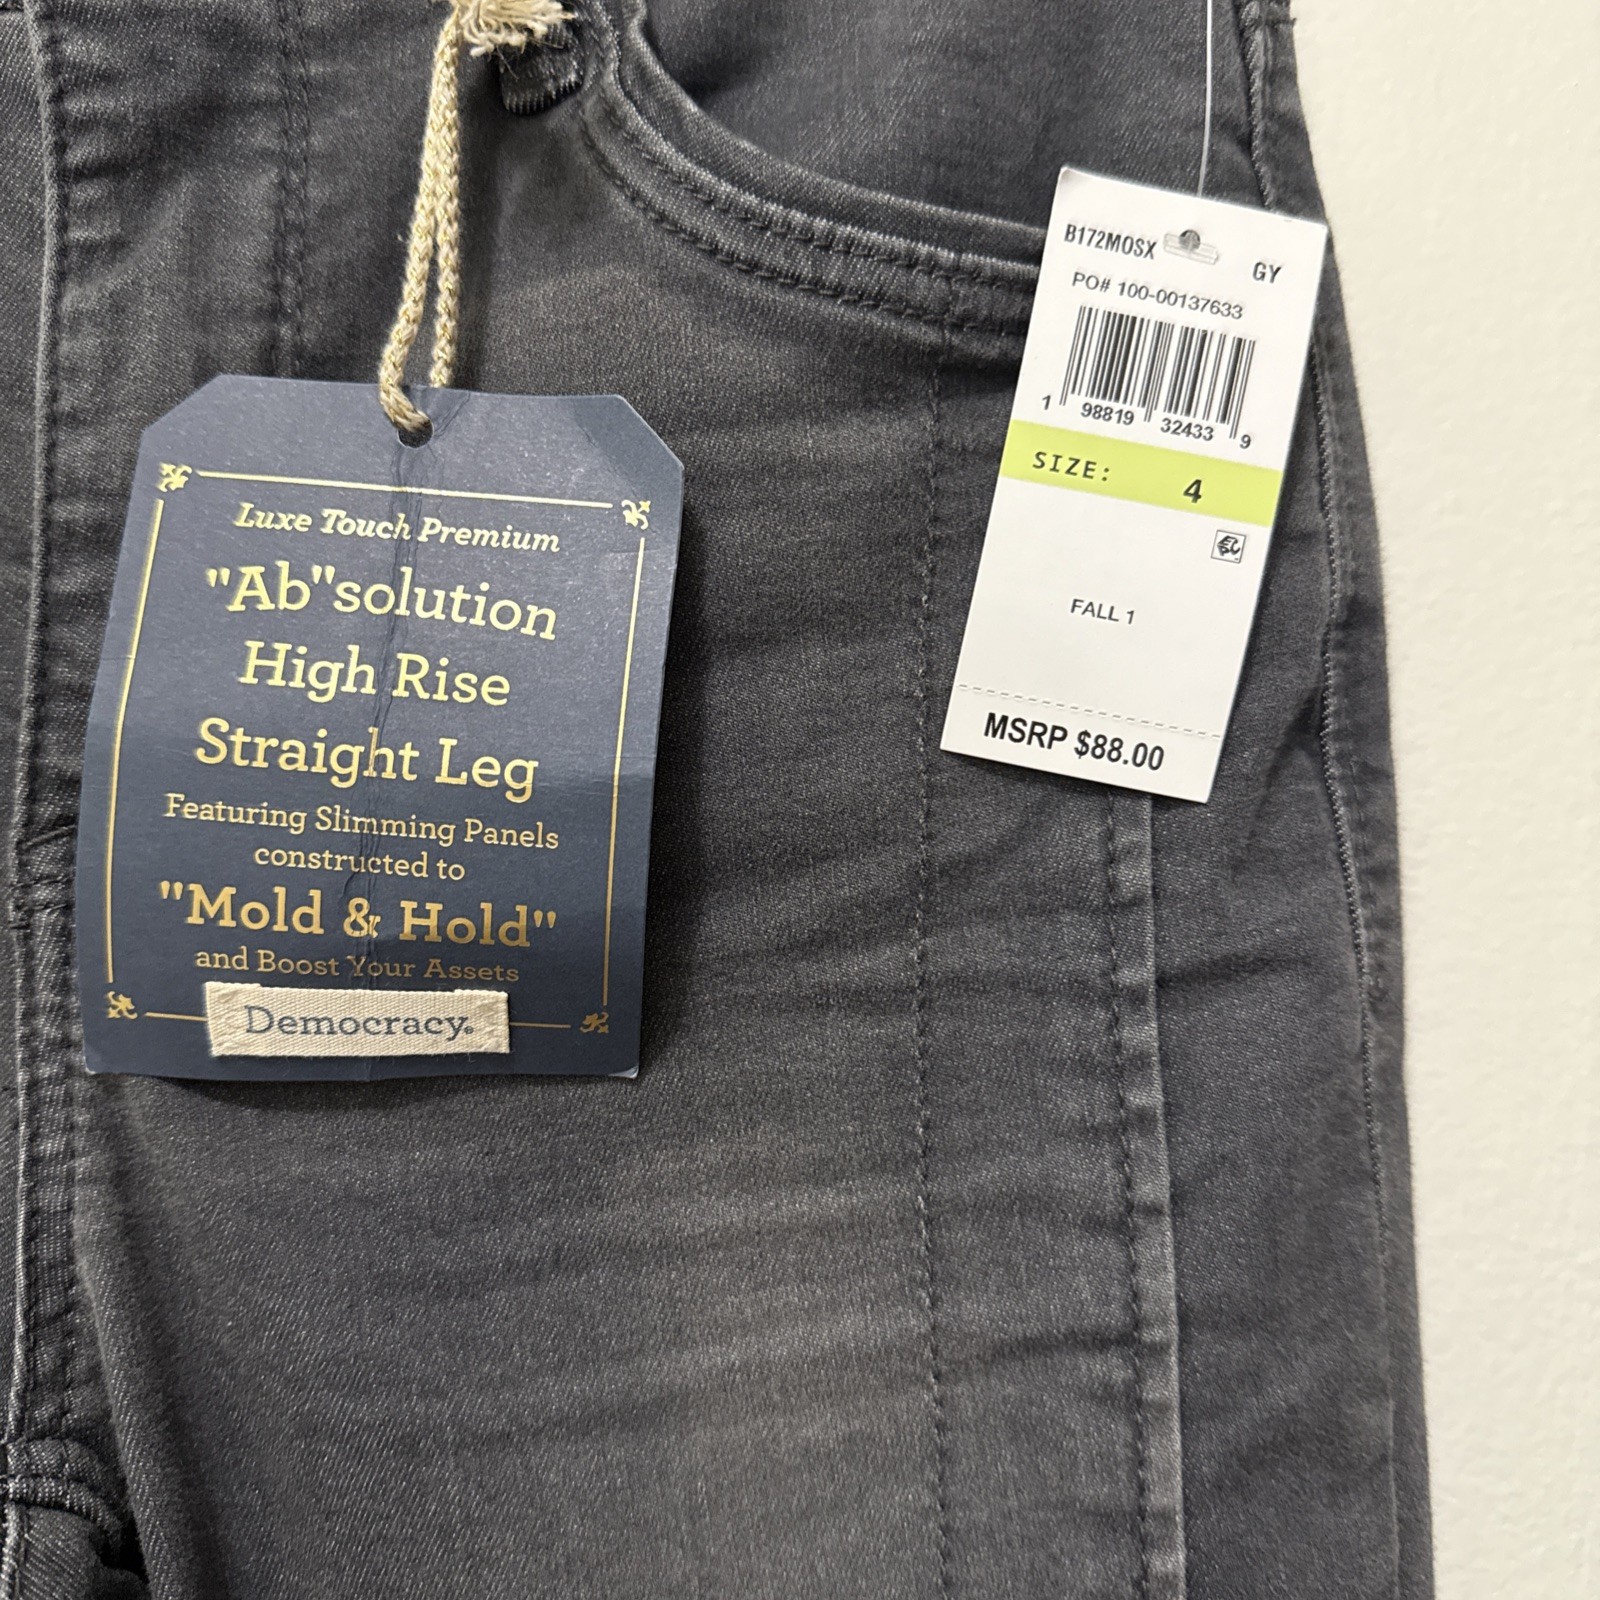 Luxe Touch Premium
"Ab"solution
High Rise
Straight Leg
Featuring Slimming Panels
constructed to
"Mold & Hold"
and Boost Your Assets
Democracy.
B172MOSX GY
PO# 100-00137633
1 98819 32433 9
SIZE: 4
FALL 1
MSRP $88.00